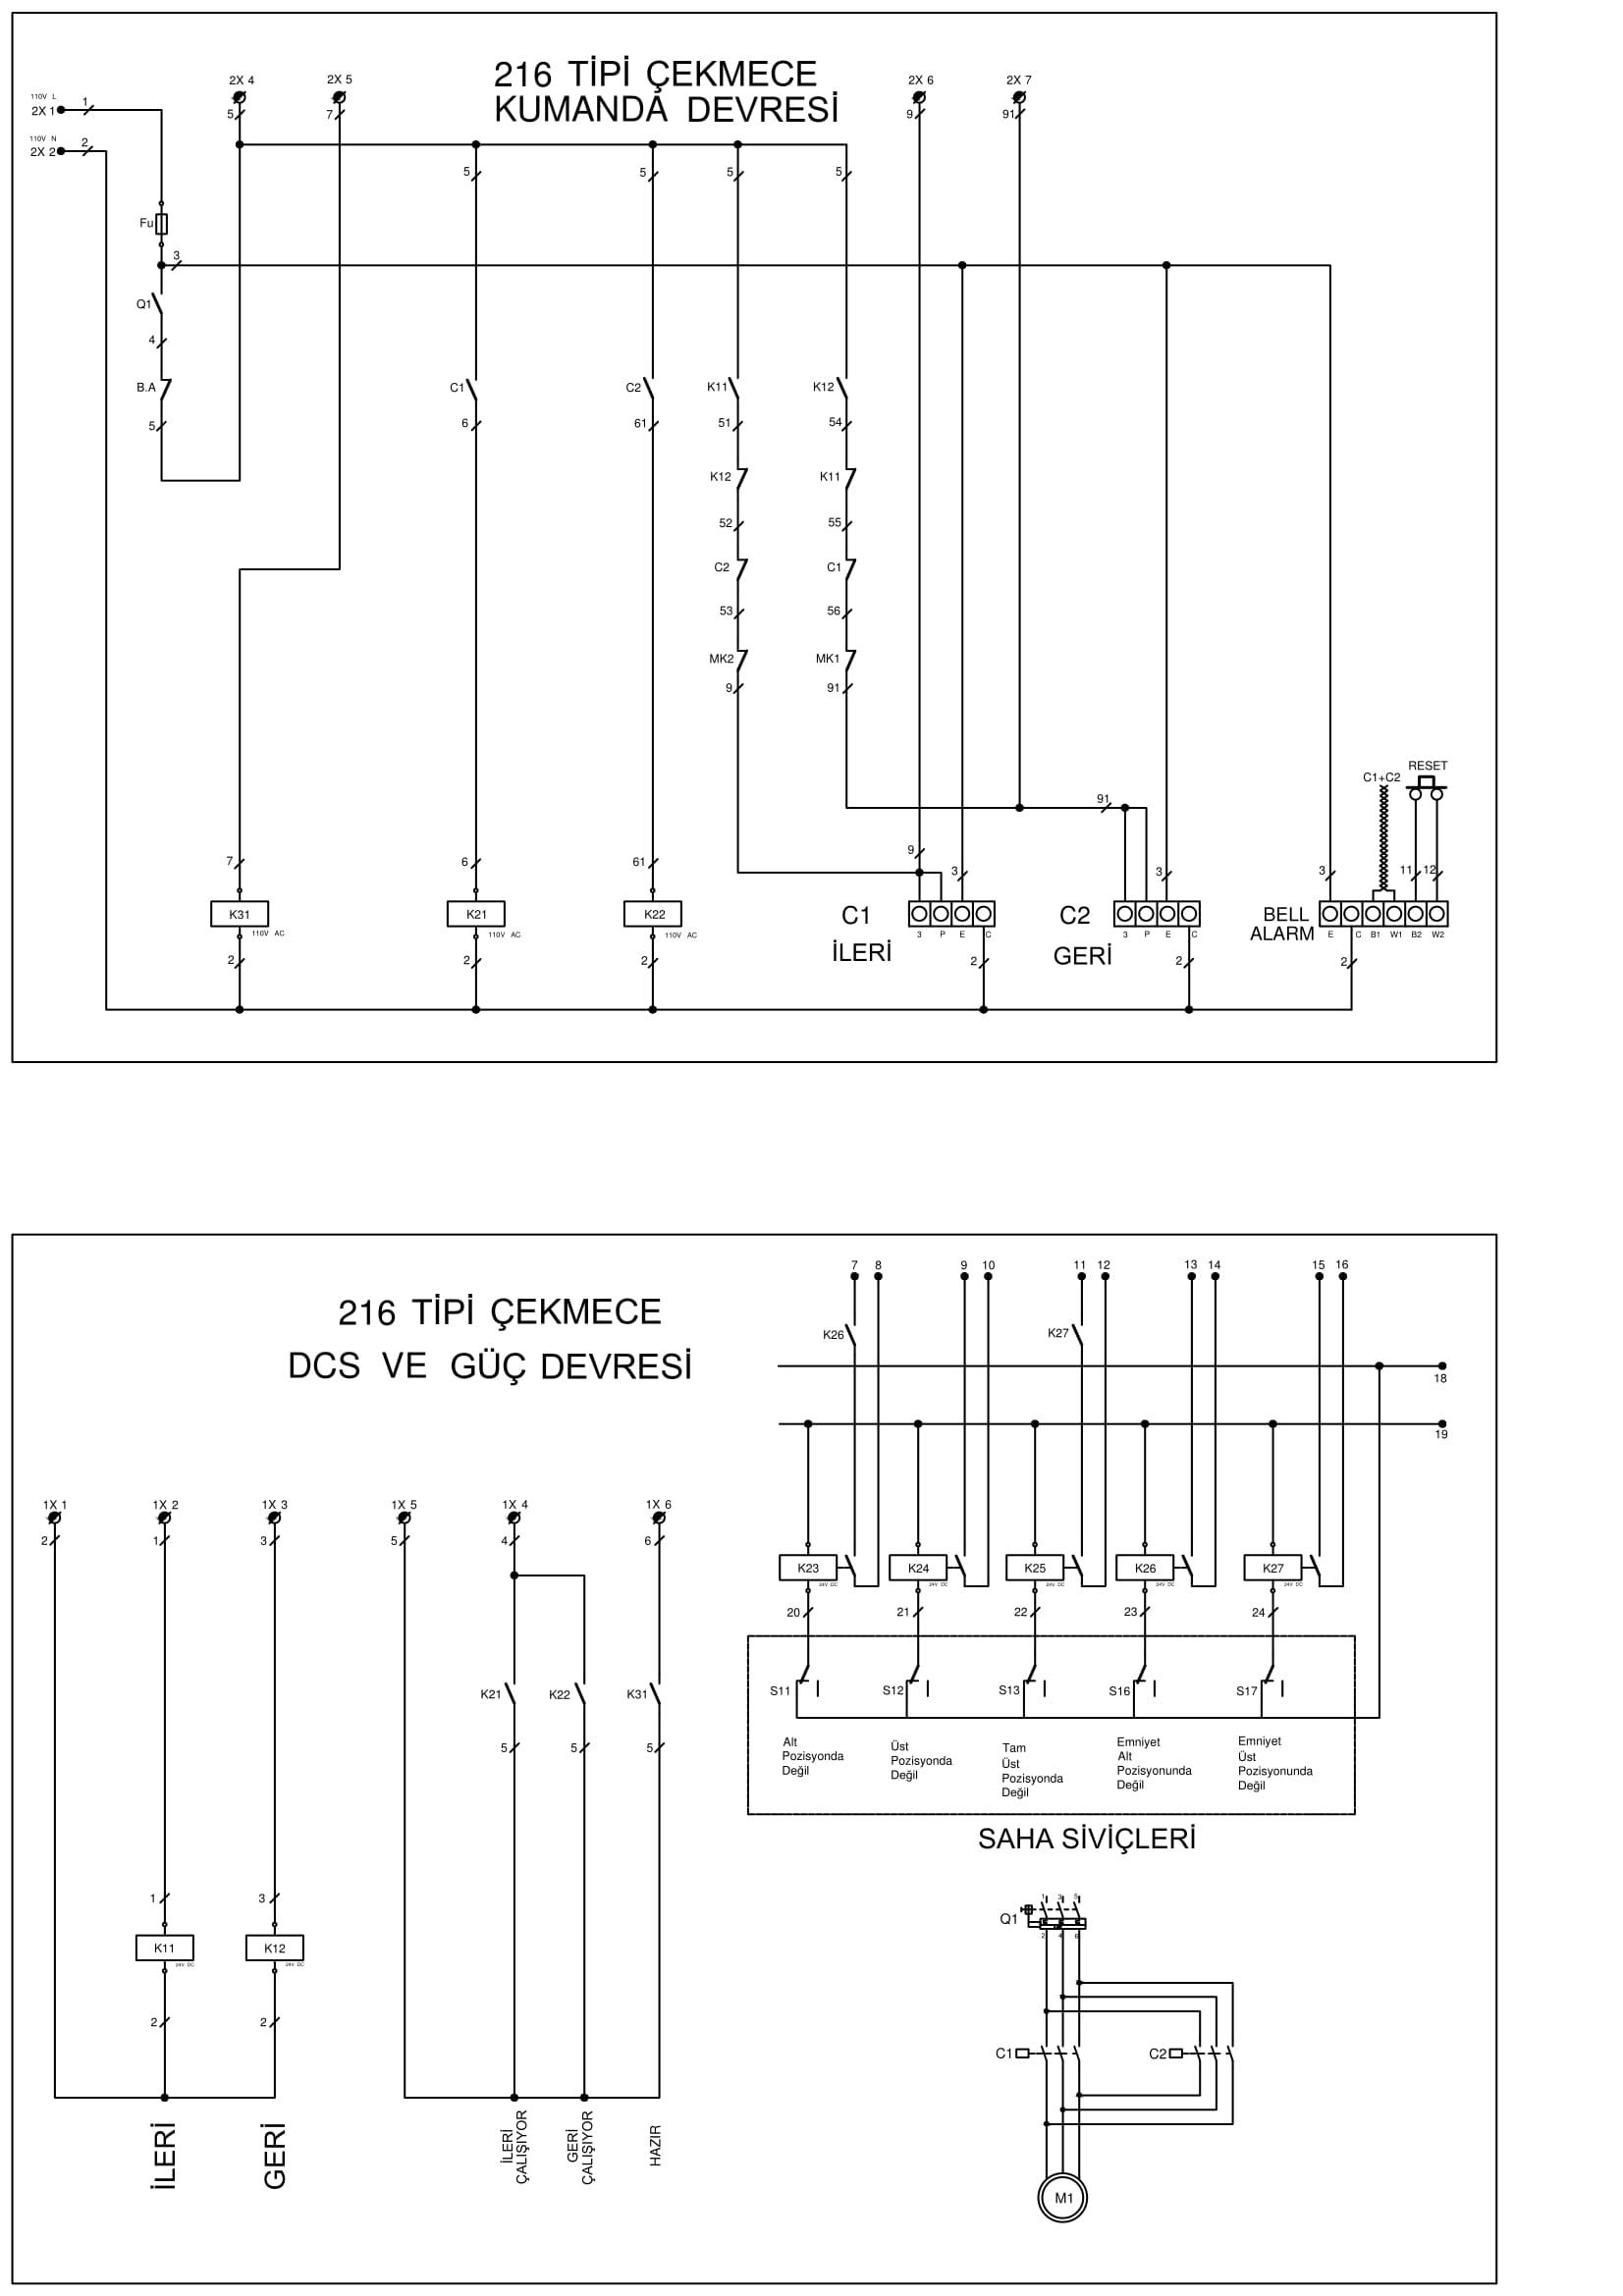 216 TİPİ ÇEKMECE
KUMANDA DEVRESİ
110V L
2X 1
1
110V N
2X 2
2
2X 4
5
2X 5
7
2X 6
9
2X 7
91
5
5
5
5
Fu
3
Q1
4
B.A
5
C1
6
C2
61
K11
51
K12
54
K12
52
K11
55
C2
53
C1
56
MK2
9
MK1
91
91
C1+C2
RESET
7
6
61
9
3
3
3
11
12
K31
110V AC
K21
110V AC
K22
110V AC
C1
İLERİ
3 P E C
C2
GERİ
3 P E C
BELL
ALARM
E C B1 W1 B2 W2
2
2
2
2
2
2
216 TİPİ ÇEKMECE
DCS VE GÜÇ DEVRESİ
7 8 9 10 11 12 13 14 15 16
K26
K27
18
19
1X 1
2
1X 2
1
1X 3
3
1X 5
5
1X 4
4
1X 6
6
K23
24V DC
K24
24V DC
K25
24V DC
K26
24V DC
K27
24V DC
20
21
22
23
24
S11
S12
S13
S16
S17
Alt
Pozisyonda
Değil
Üst
Pozisyonda
Değil
Tam
Üst
Pozisyonda
Değil
Emniyet
Alt
Pozisyonunda
Değil
Emniyet
Üst
Pozisyonunda
Değil
SAHA SİVİÇLERİ
K21
K22
K31
5
5
5
1
3
K11
24V DC
K12
24V DC
2
2
İLERİ
GERİ
İLERİ
ÇALIŞIYOR
GERİ
ÇALIŞIYOR
HAZIR
1 3 5
Q1
2 4 6
C1
C2
M1